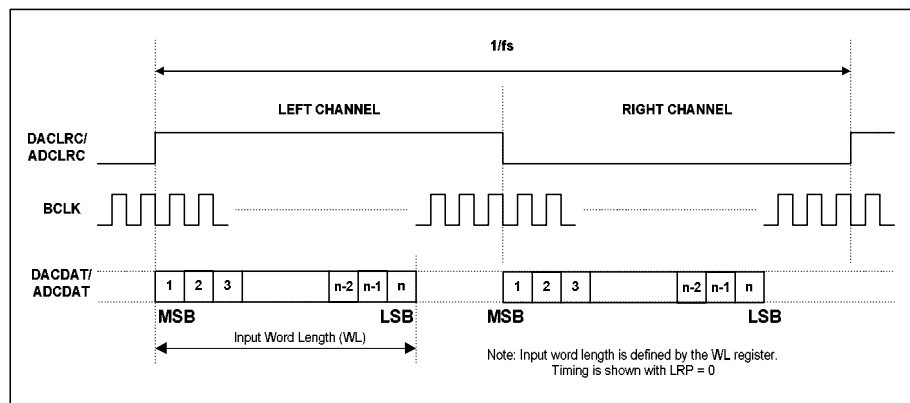 1/fs
LEFT CHANNEL
RIGHT CHANNEL
DACLRC/
ADCLRC
BCLK
DACDAT/
ADCDAT
1 2 3 n-2 n-1 n 1 2 3 n-2 n-1 n
MSB LSB MSB LSB
Input Word Length (WL)
Note: Input word length is defined by the WL register.
Timing is shown with LRP = 0